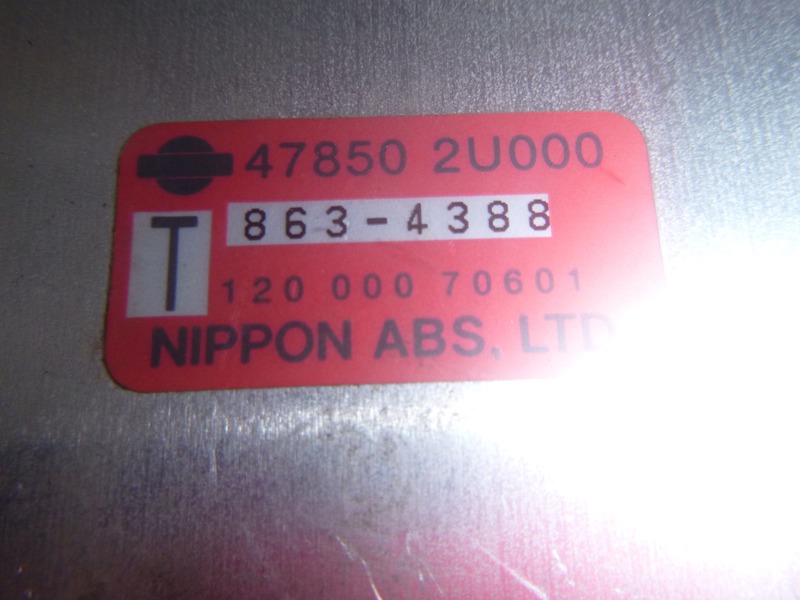 47850 2U000
T 863-4388
120 000 70601
NIPPON ABS, LTD